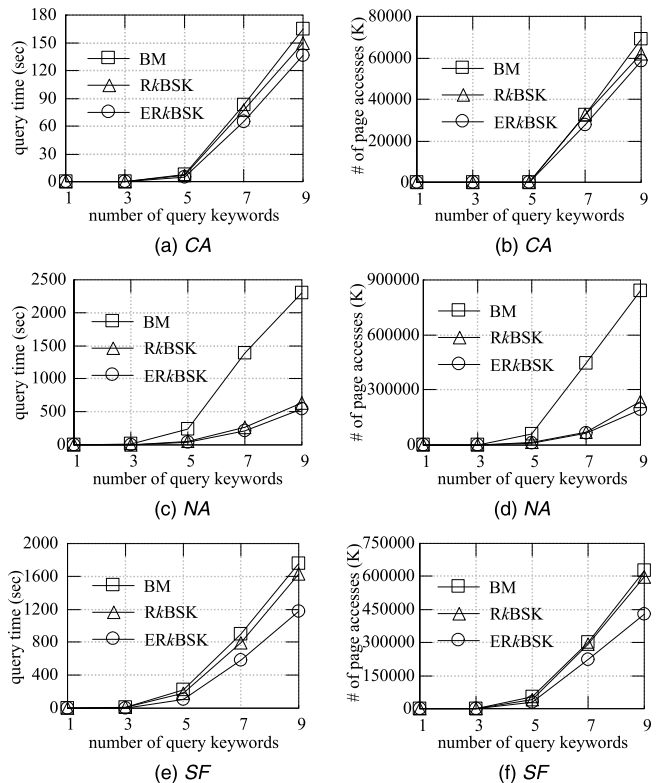 180
150
120
90
60
30
0
query time (sec)
BM
RkBSK
ERkBSK
1 3 5 7 9
number of query keywords
(a) CA
80000
60000
40000
20000
0
# of page accesses (K)
BM
RkBSK
ERkBSK
1 3 5 7 9
number of query keywords
(b) CA
2500
2000
1500
1000
500
0
query time (sec)
BM
RkBSK
ERkBSK
1 3 5 7 9
number of query keywords
(c) NA
900000
600000
300000
0
# of page accesses (K)
BM
RkBSK
ERkBSK
1 3 5 7 9
number of query keywords
(d) NA
2000
1600
1200
800
400
0
query time (sec)
BM
RkBSK
ERkBSK
1 3 5 7 9
number of query keywords
(e) SF
750000
600000
450000
300000
150000
0
# of page accesses (K)
BM
RkBSK
ERkBSK
1 3 5 7 9
number of query keywords
(f) SF